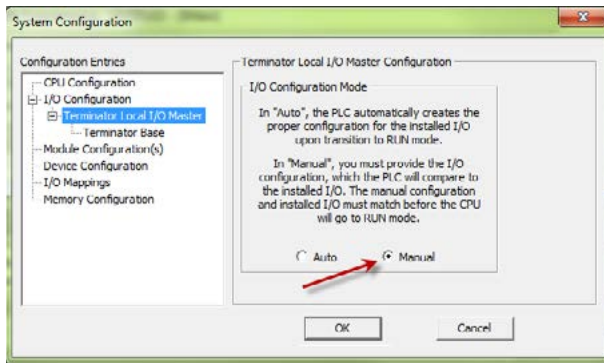 System Configuration
Configuration Entries
CPU Configuration
I/O Configuration
Terminator Local I/O Master
Terminator Base
Module Configuration(s)
Device Configuration
I/O Mappings
Memory Configuration
Terminator Local I/O Master Configuration
I/O Configuration Mode
In "Auto", the PLC automatically creates the
proper configuration for the installed I/O
upon transition to RUN mode.
In "Manual", you must provide the I/O
configuration, which the PLC will compare to
the installed I/O. The manual configuration
and installed I/O must match before the CPU
will go to RUN mode.
Auto
Manual
OK
Cancel